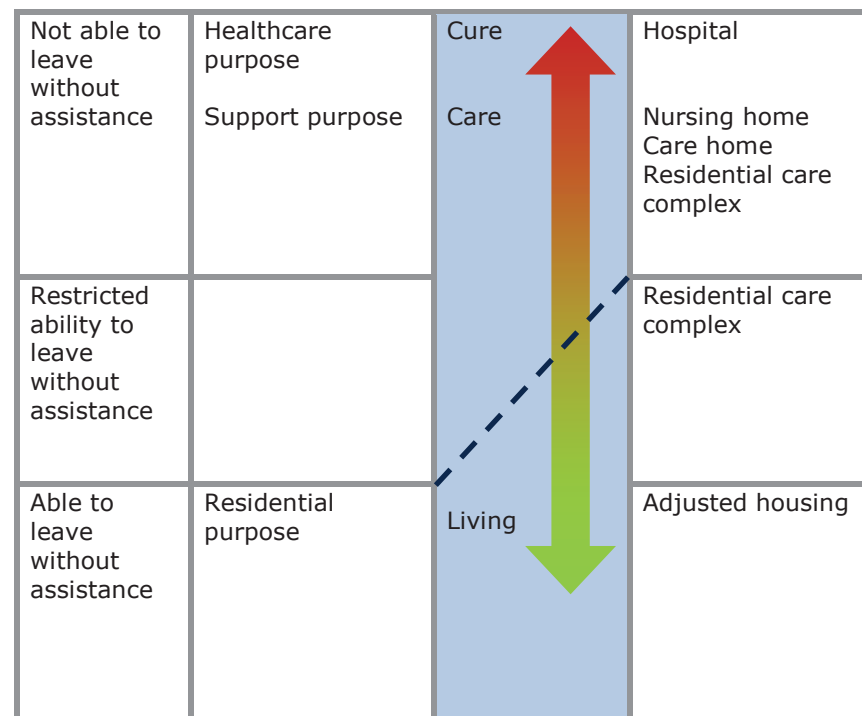 Not able to
leave
without
assistance
Healthcare
purpose
Support purpose
Cure
Care
Hospital
Nursing home
Care home
Residential care
complex
Restricted
ability to
leave
without
assistance
Residential care
complex
Able to
leave
without
assistance
Residential
purpose
Living
Adjusted housing